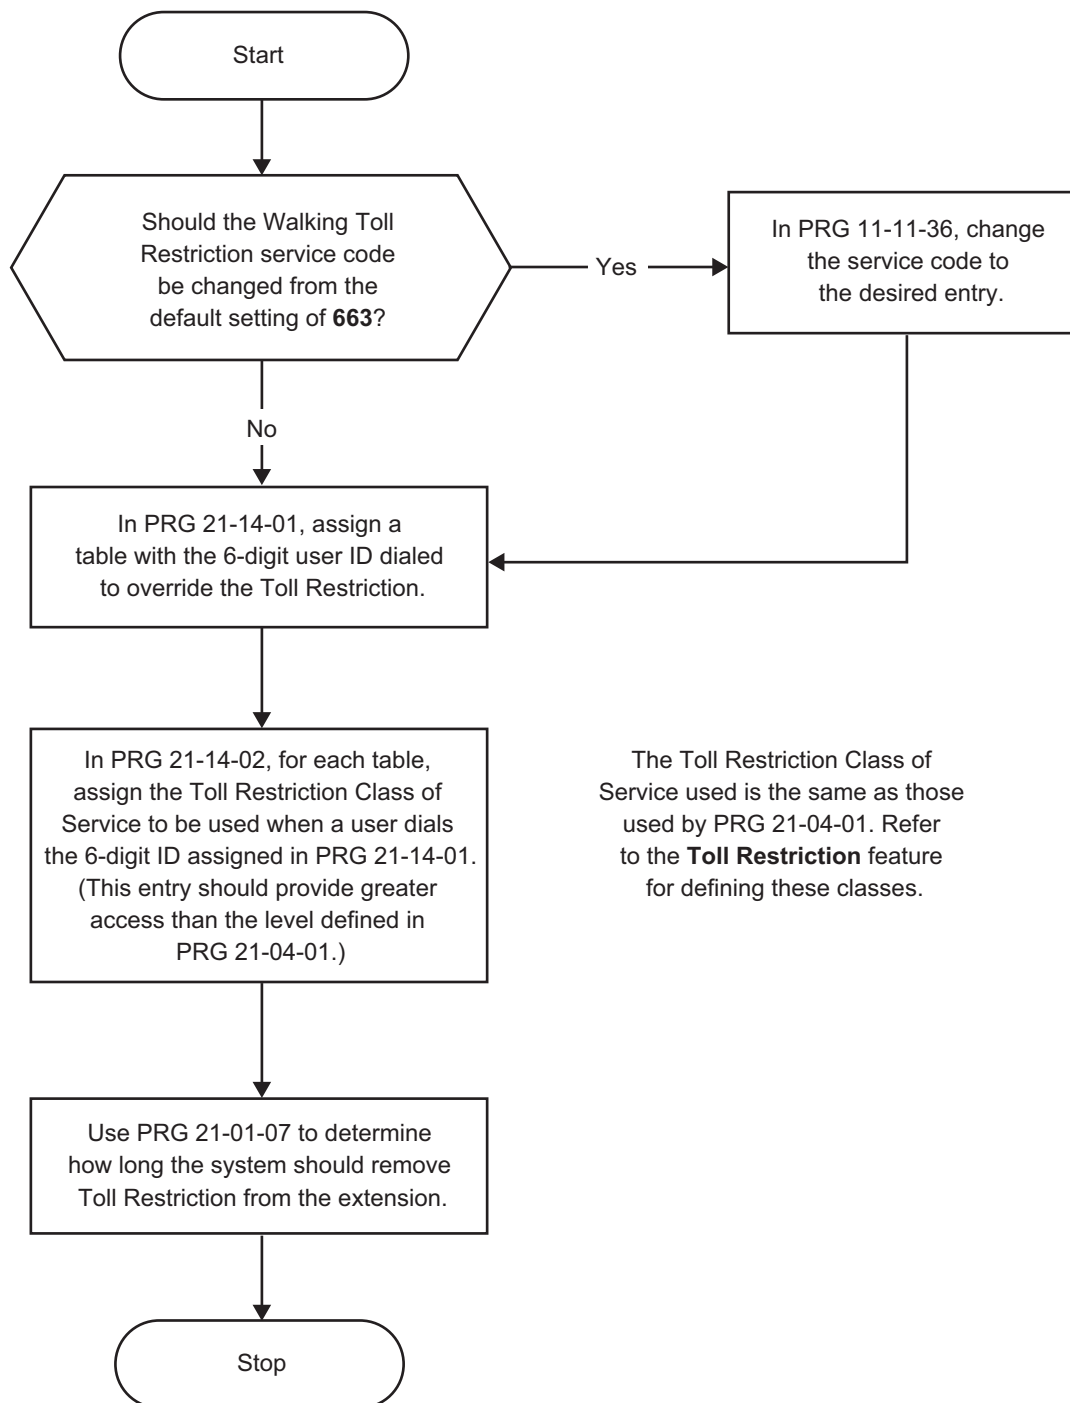 Start
Should the Walking Toll
Restriction service code
be changed from the
default setting of 663?
Yes
In PRG 11-11-36, change
the service code to
the desired entry.
No
In PRG 21-14-01, assign a
table with the 6-digit user ID dialed
to override the Toll Restriction.
In PRG 21-14-02, for each table,
assign the Toll Restriction Class of
Service to be used when a user dials
the 6-digit ID assigned in PRG 21-14-01.
(This entry should provide greater
access than the level defined in
PRG 21-04-01.)
The Toll Restriction Class of
Service used is the same as those
used by PRG 21-04-01. Refer
to the Toll Restriction feature
for defining these classes.
Use PRG 21-01-07 to determine
how long the system should remove
Toll Restriction from the extension.
Stop